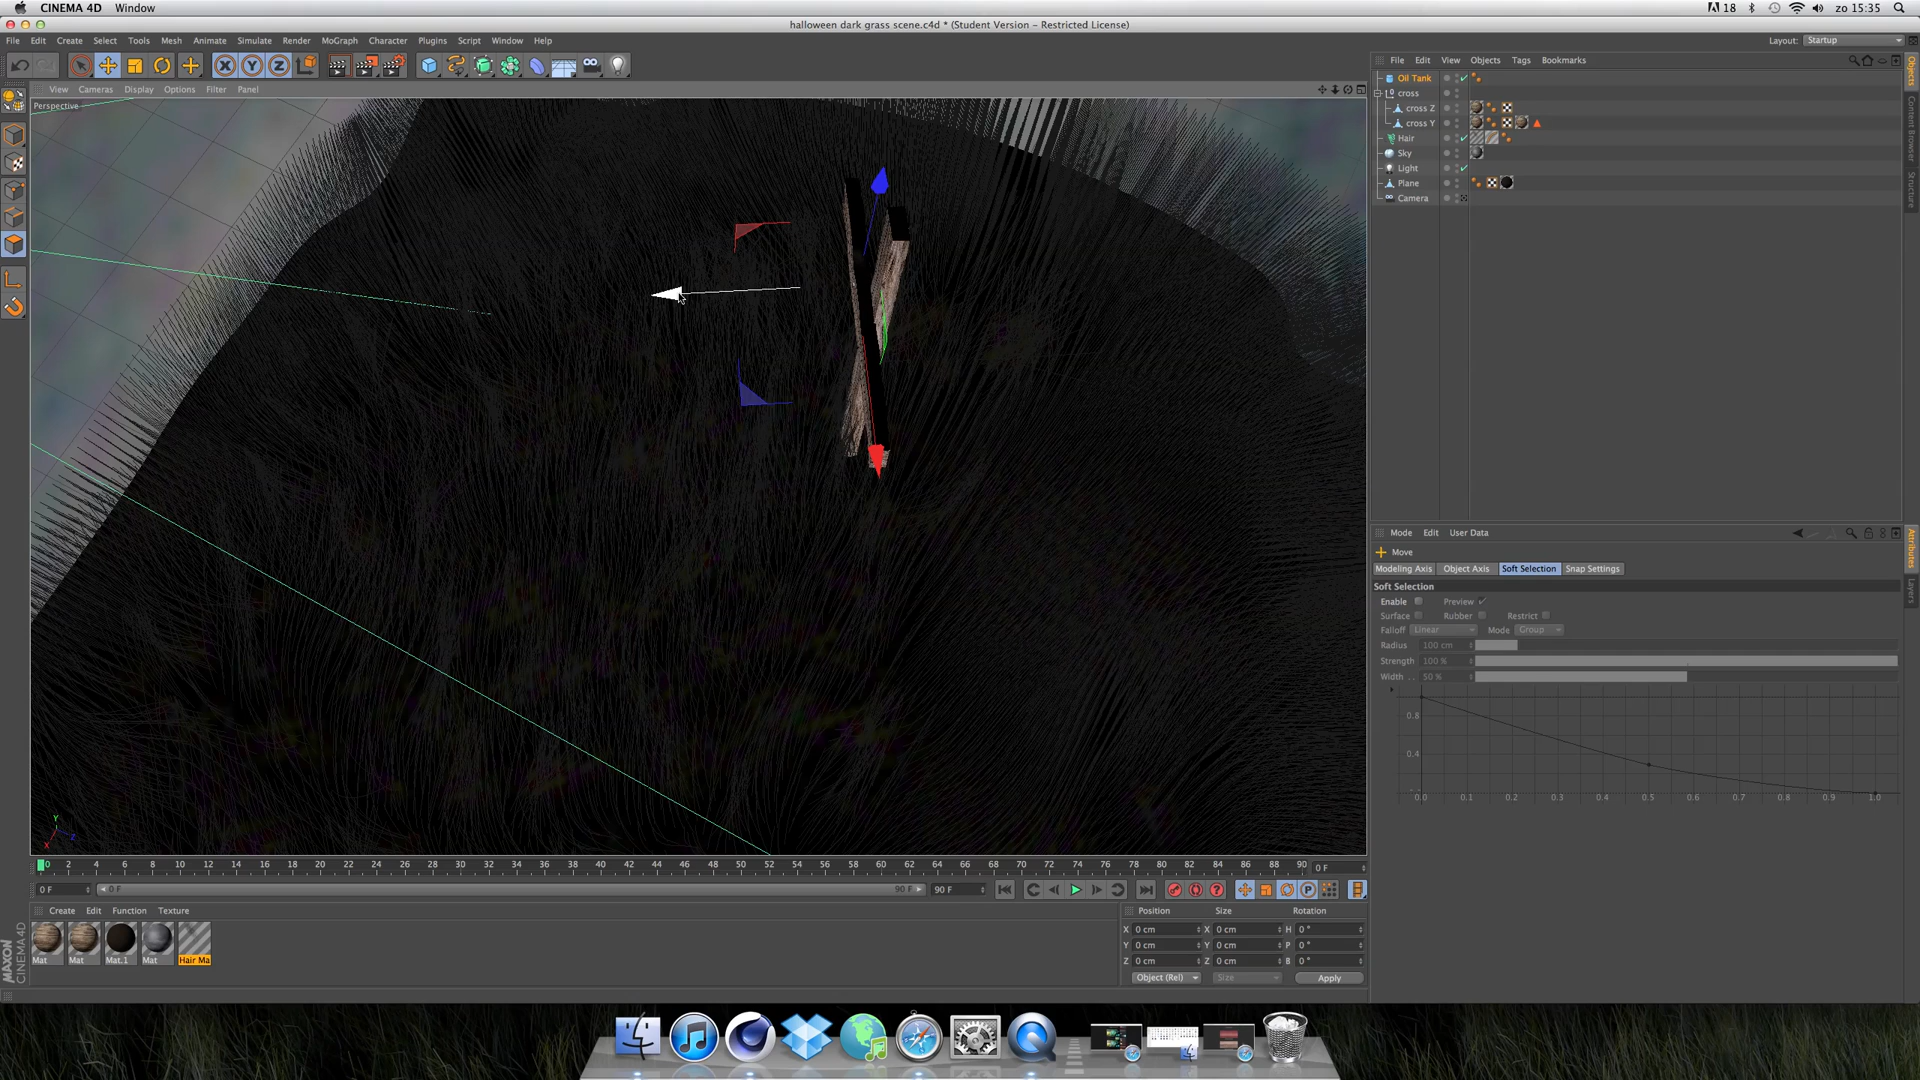 CINEMA 4D Window
18 zo 15:35
halloween dark grass scene.c4d * (Student Version - Restricted License)
File Edit Create Select Tools Mesh Animate Simulate Render MoGraph Character Plugins Script Window Help
Layout: Startup
X Y Z
View Cameras Display Options Filter Panel
Perspective
File Edit View Objects Tags Bookmarks
Oil Tank
cross
cross Z
cross Y
Hair
Sky
Light
Plane
Camera
Objects
Content Browser
Structure
Mode Edit User Data
Move
Modeling Axis Object Axis Soft Selection Snap Settings
Soft Selection
Enable Preview
Surface Rubber Restrict
Falloff Linear Mode Group
Radius 100 cm
Strength 100 %
Width . . 50 %
0.8
0.4
0.0 0.1 0.2 0.3 0.4 0.5 0.6 0.7 0.8 0.9 1.0
Attributes
Layers
Y
Z
X
0 2 4 6 8 10 12 14 16 18 20 22 24 26 28 30 32 34 36 38 40 42 44 46 48 50 52 54 56 58 60 62 64 66 68 70 72 74 76 78 80 82 84 86 88 90 0 F
0 F 0 F 90 F 90 F
Create Edit Function Texture
Mat Mat Mat.1 Mat Hair Ma
Position Size Rotation
X 0 cm X 0 cm H 0 °
Y 0 cm Y 0 cm P 0 °
Z 0 cm Z 0 cm B 0 °
Object (Rel) Size Apply
MAXON
CINEMA 4D